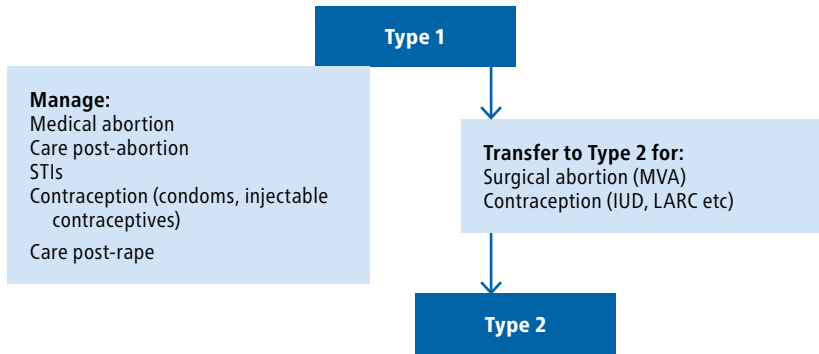 Type 1
Manage:
Medical abortion
Care post-abortion
STIs
Contraception (condoms, injectable
contraceptives)
Care post-rape
Transfer to Type 2 for:
Surgical abortion (MVA)
Contraception (IUD, LARC etc)
Type 2